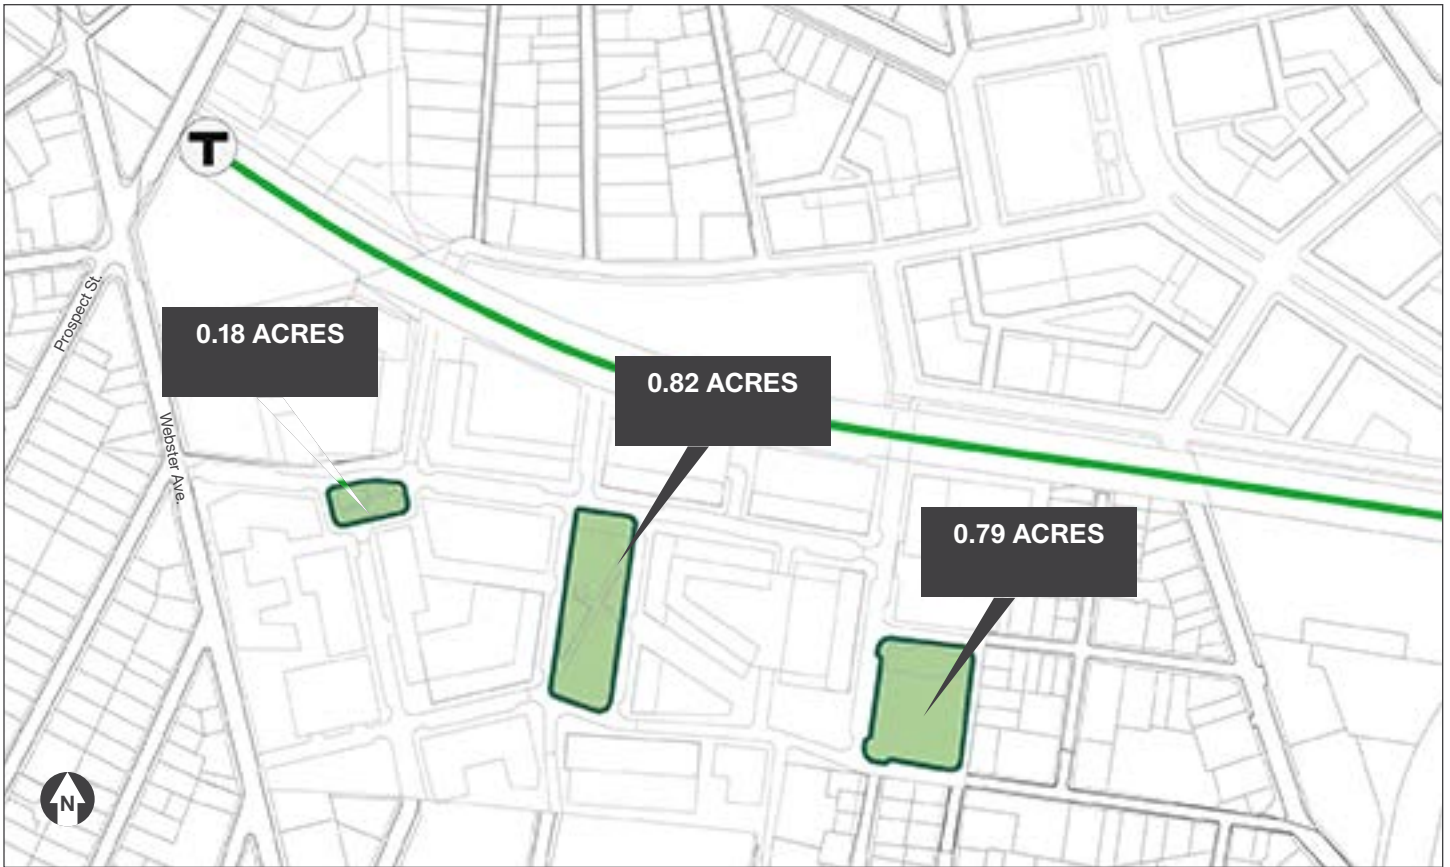 T
Prospect St.
0.18 ACRES
0.82 ACRES
Webster Ave.
0.79 ACRES
N